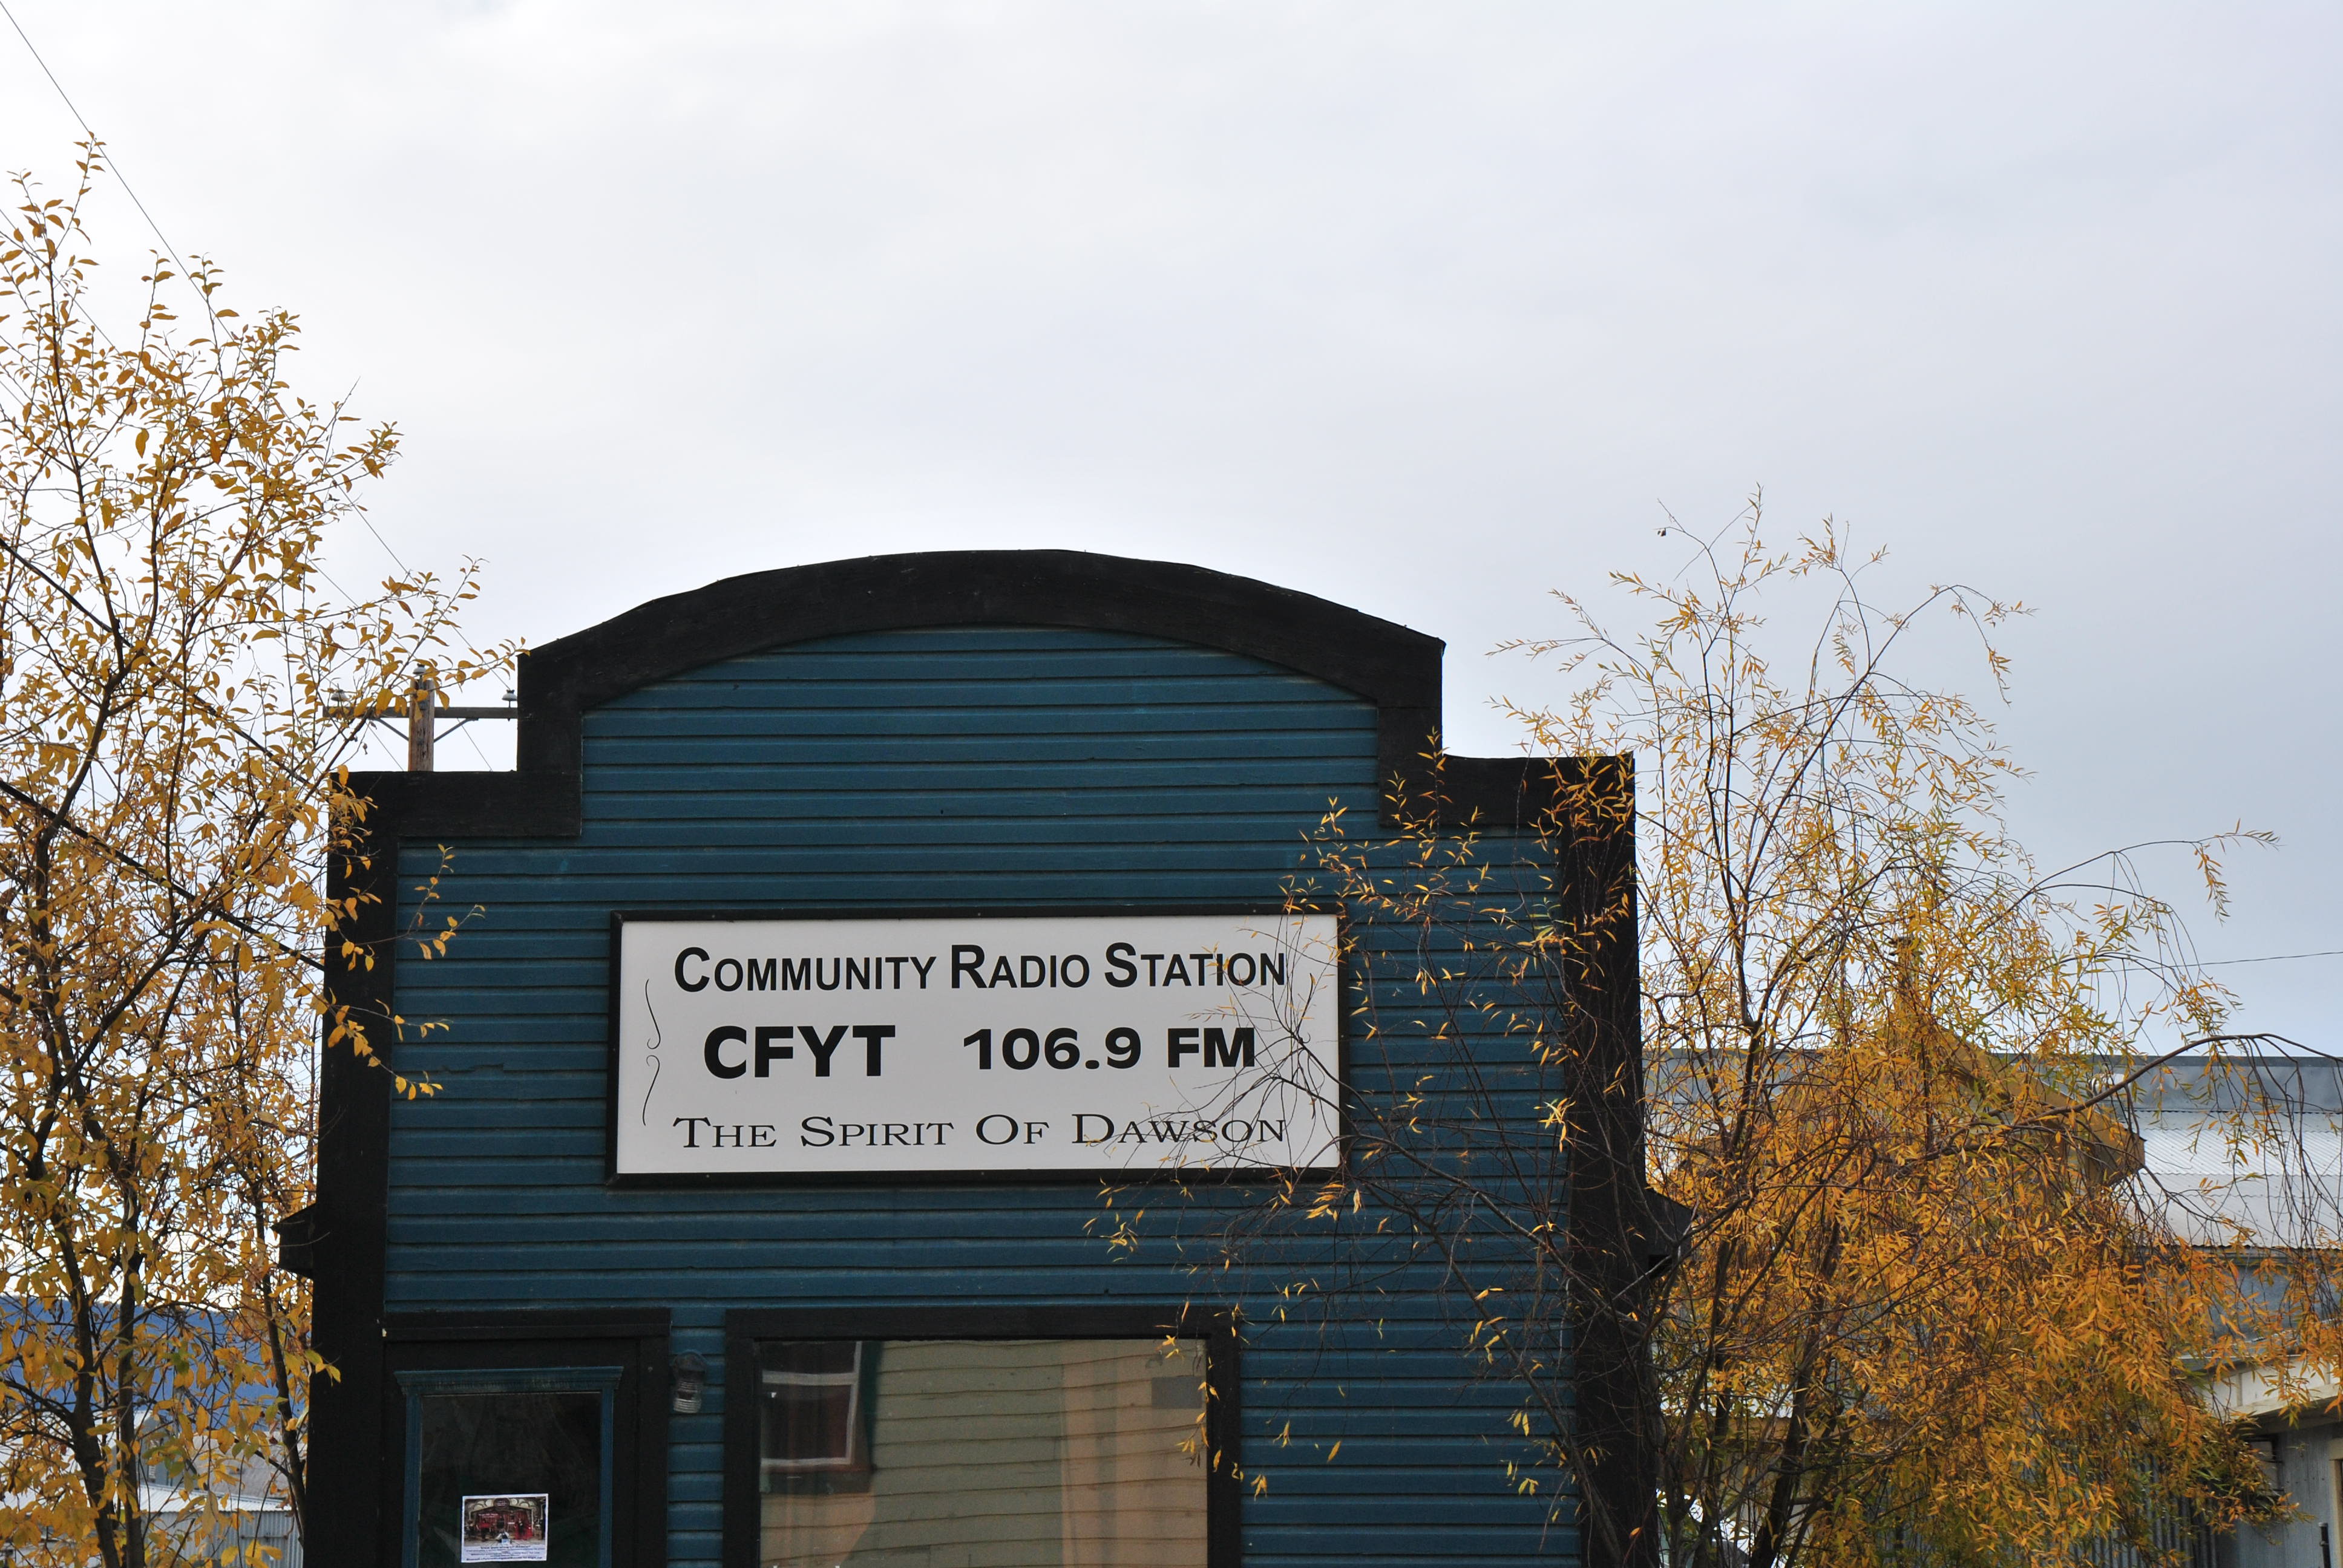 COMMUNITY RADIO STATION
CFYT 106.9 FM
THE SPIRIT OF DAWSON